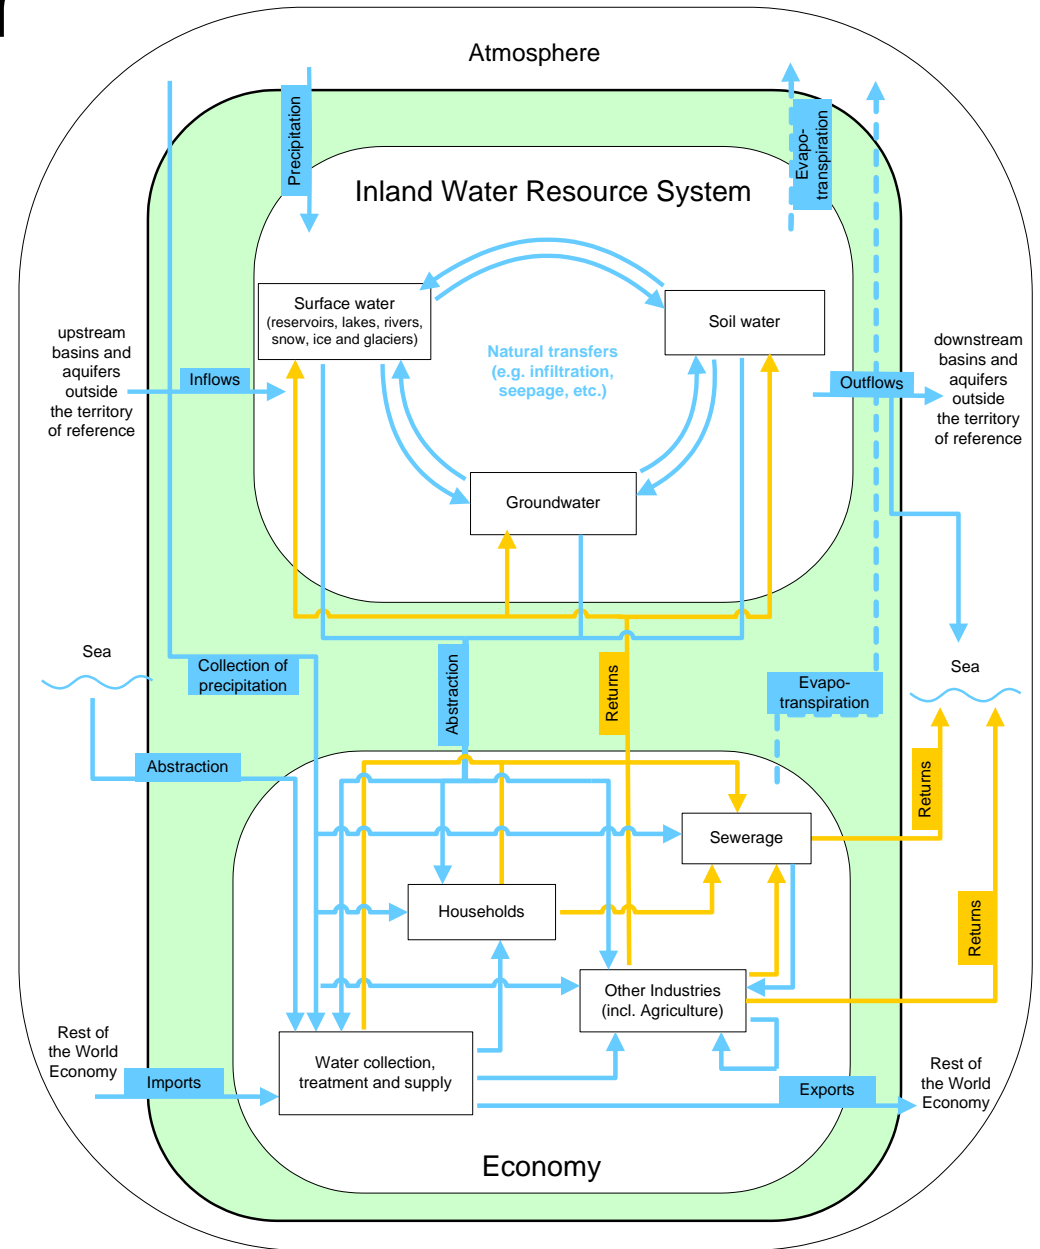 Atmosphere
Precipitation
Evapo-
transpiration
Inland Water Resource System
Surface water
(reservoirs, lakes, rivers,
snow, ice and glaciers)
Soil water
Natural transfers
(e.g. infiltration,
seepage, etc.)
upstream
basins and
aquifers
outside
the territory
of reference
Inflows
Outflows
downstream
basins and
aquifers
outside
the territory
of reference
Groundwater
Sea
Collection of
precipitation
Abstraction
Returns
Evapo-
transpiration
Sea
Abstraction
Returns
Sewerage
Households
Returns
Other Industries
(incl. Agriculture)
Rest of
the World
Economy
Imports
Water collection,
treatment and supply
Exports
Rest of
the World
Economy
Economy